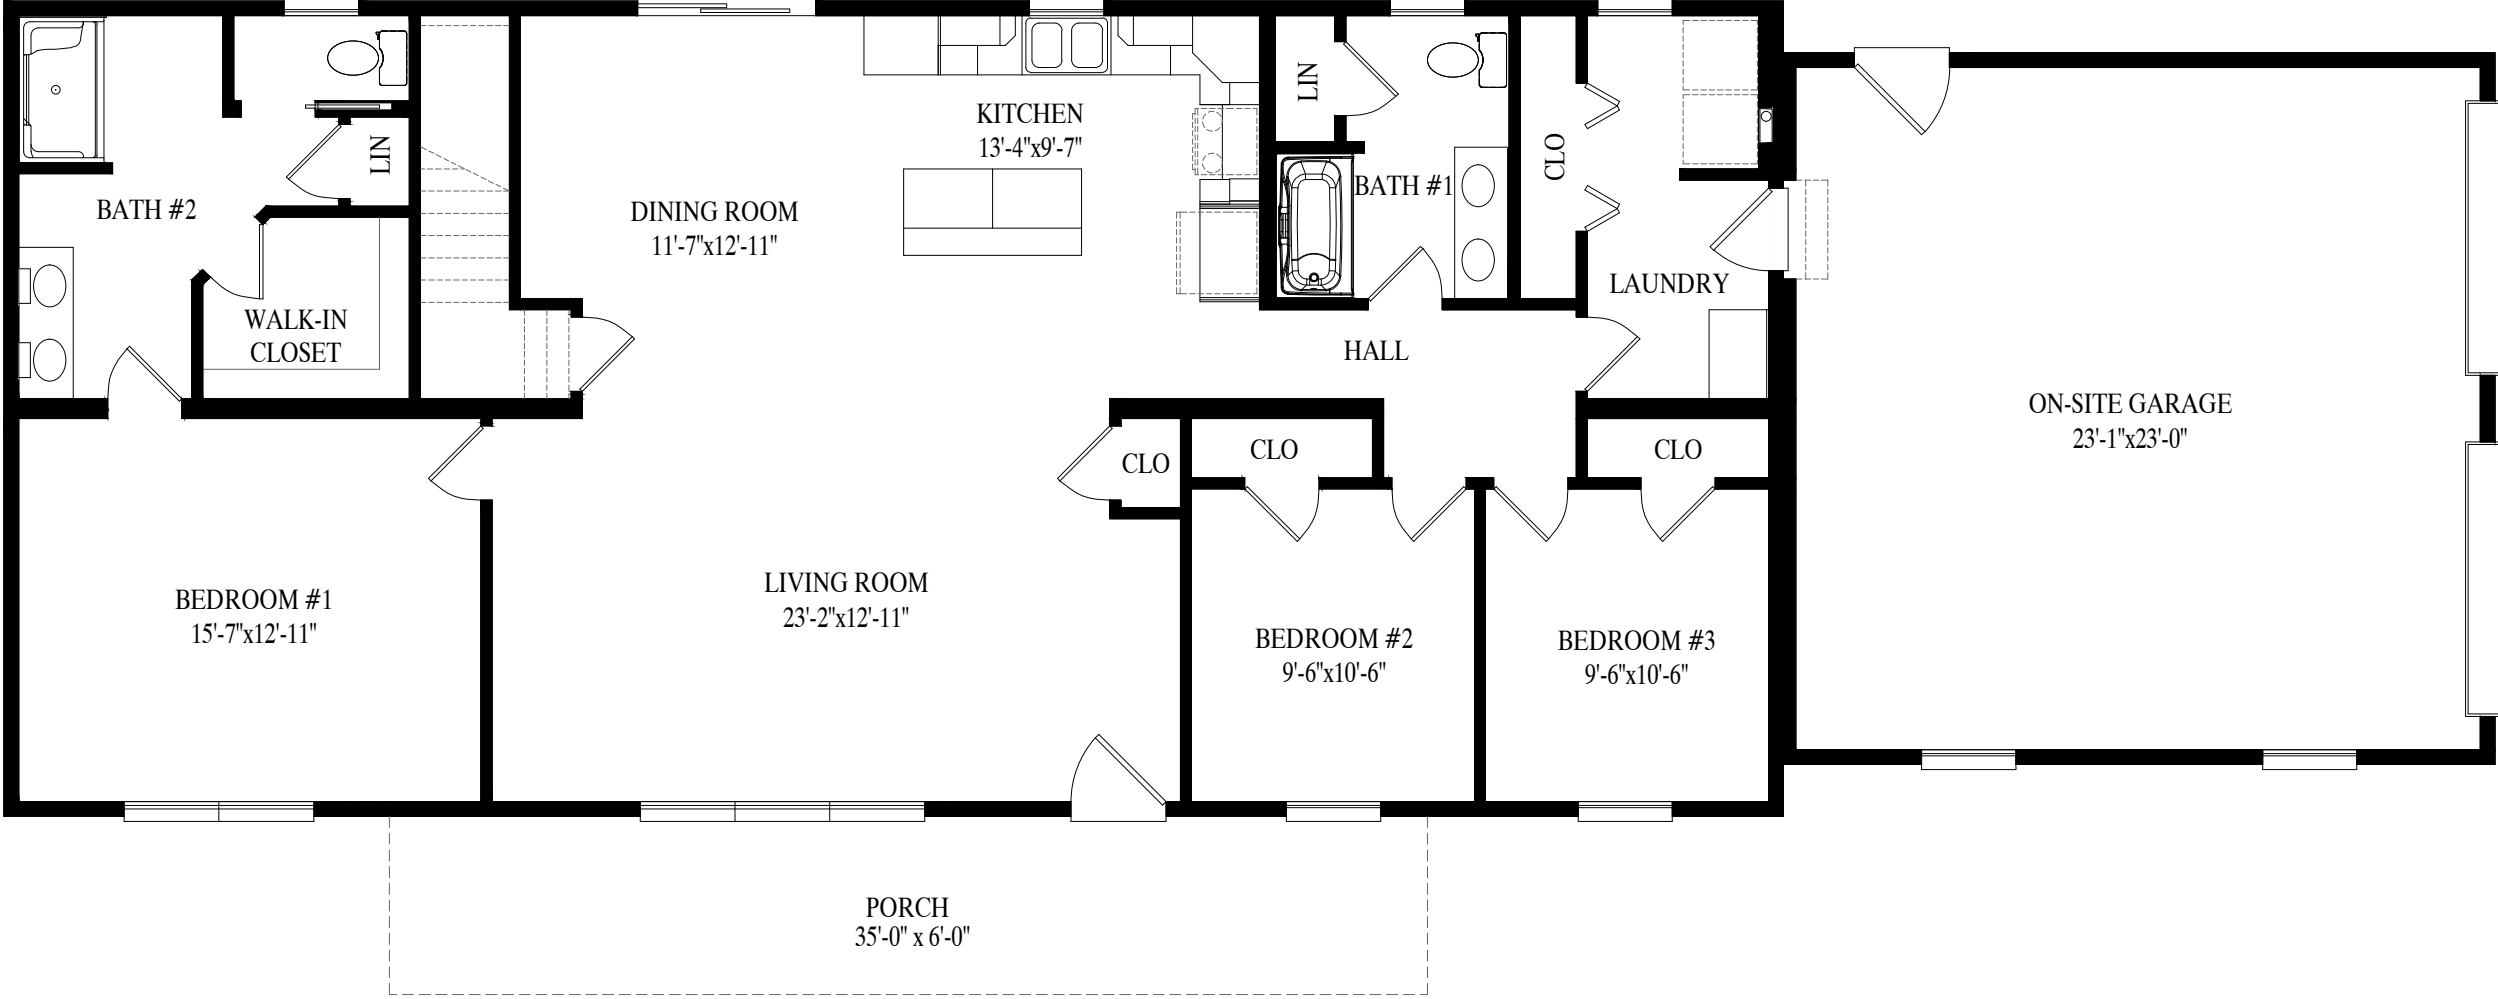 KITCHEN
13'-4"x9'-7"
LIN
LIN
CLO
BATH #1
BATH #2
DINING ROOM
11'-7"x12'-11"
LAUNDRY
WALK-IN
CLOSET
HALL
ON-SITE GARAGE
23'-1"x23'-0"
CLO
CLO
CLO
LIVING ROOM
23'-2"x12'-11"
BEDROOM #1
15'-7"x12'-11"
BEDROOM #2
9'-6"x10'-6"
BEDROOM #3
9'-6"x10'-6"
PORCH
35'-0" x 6'-0"